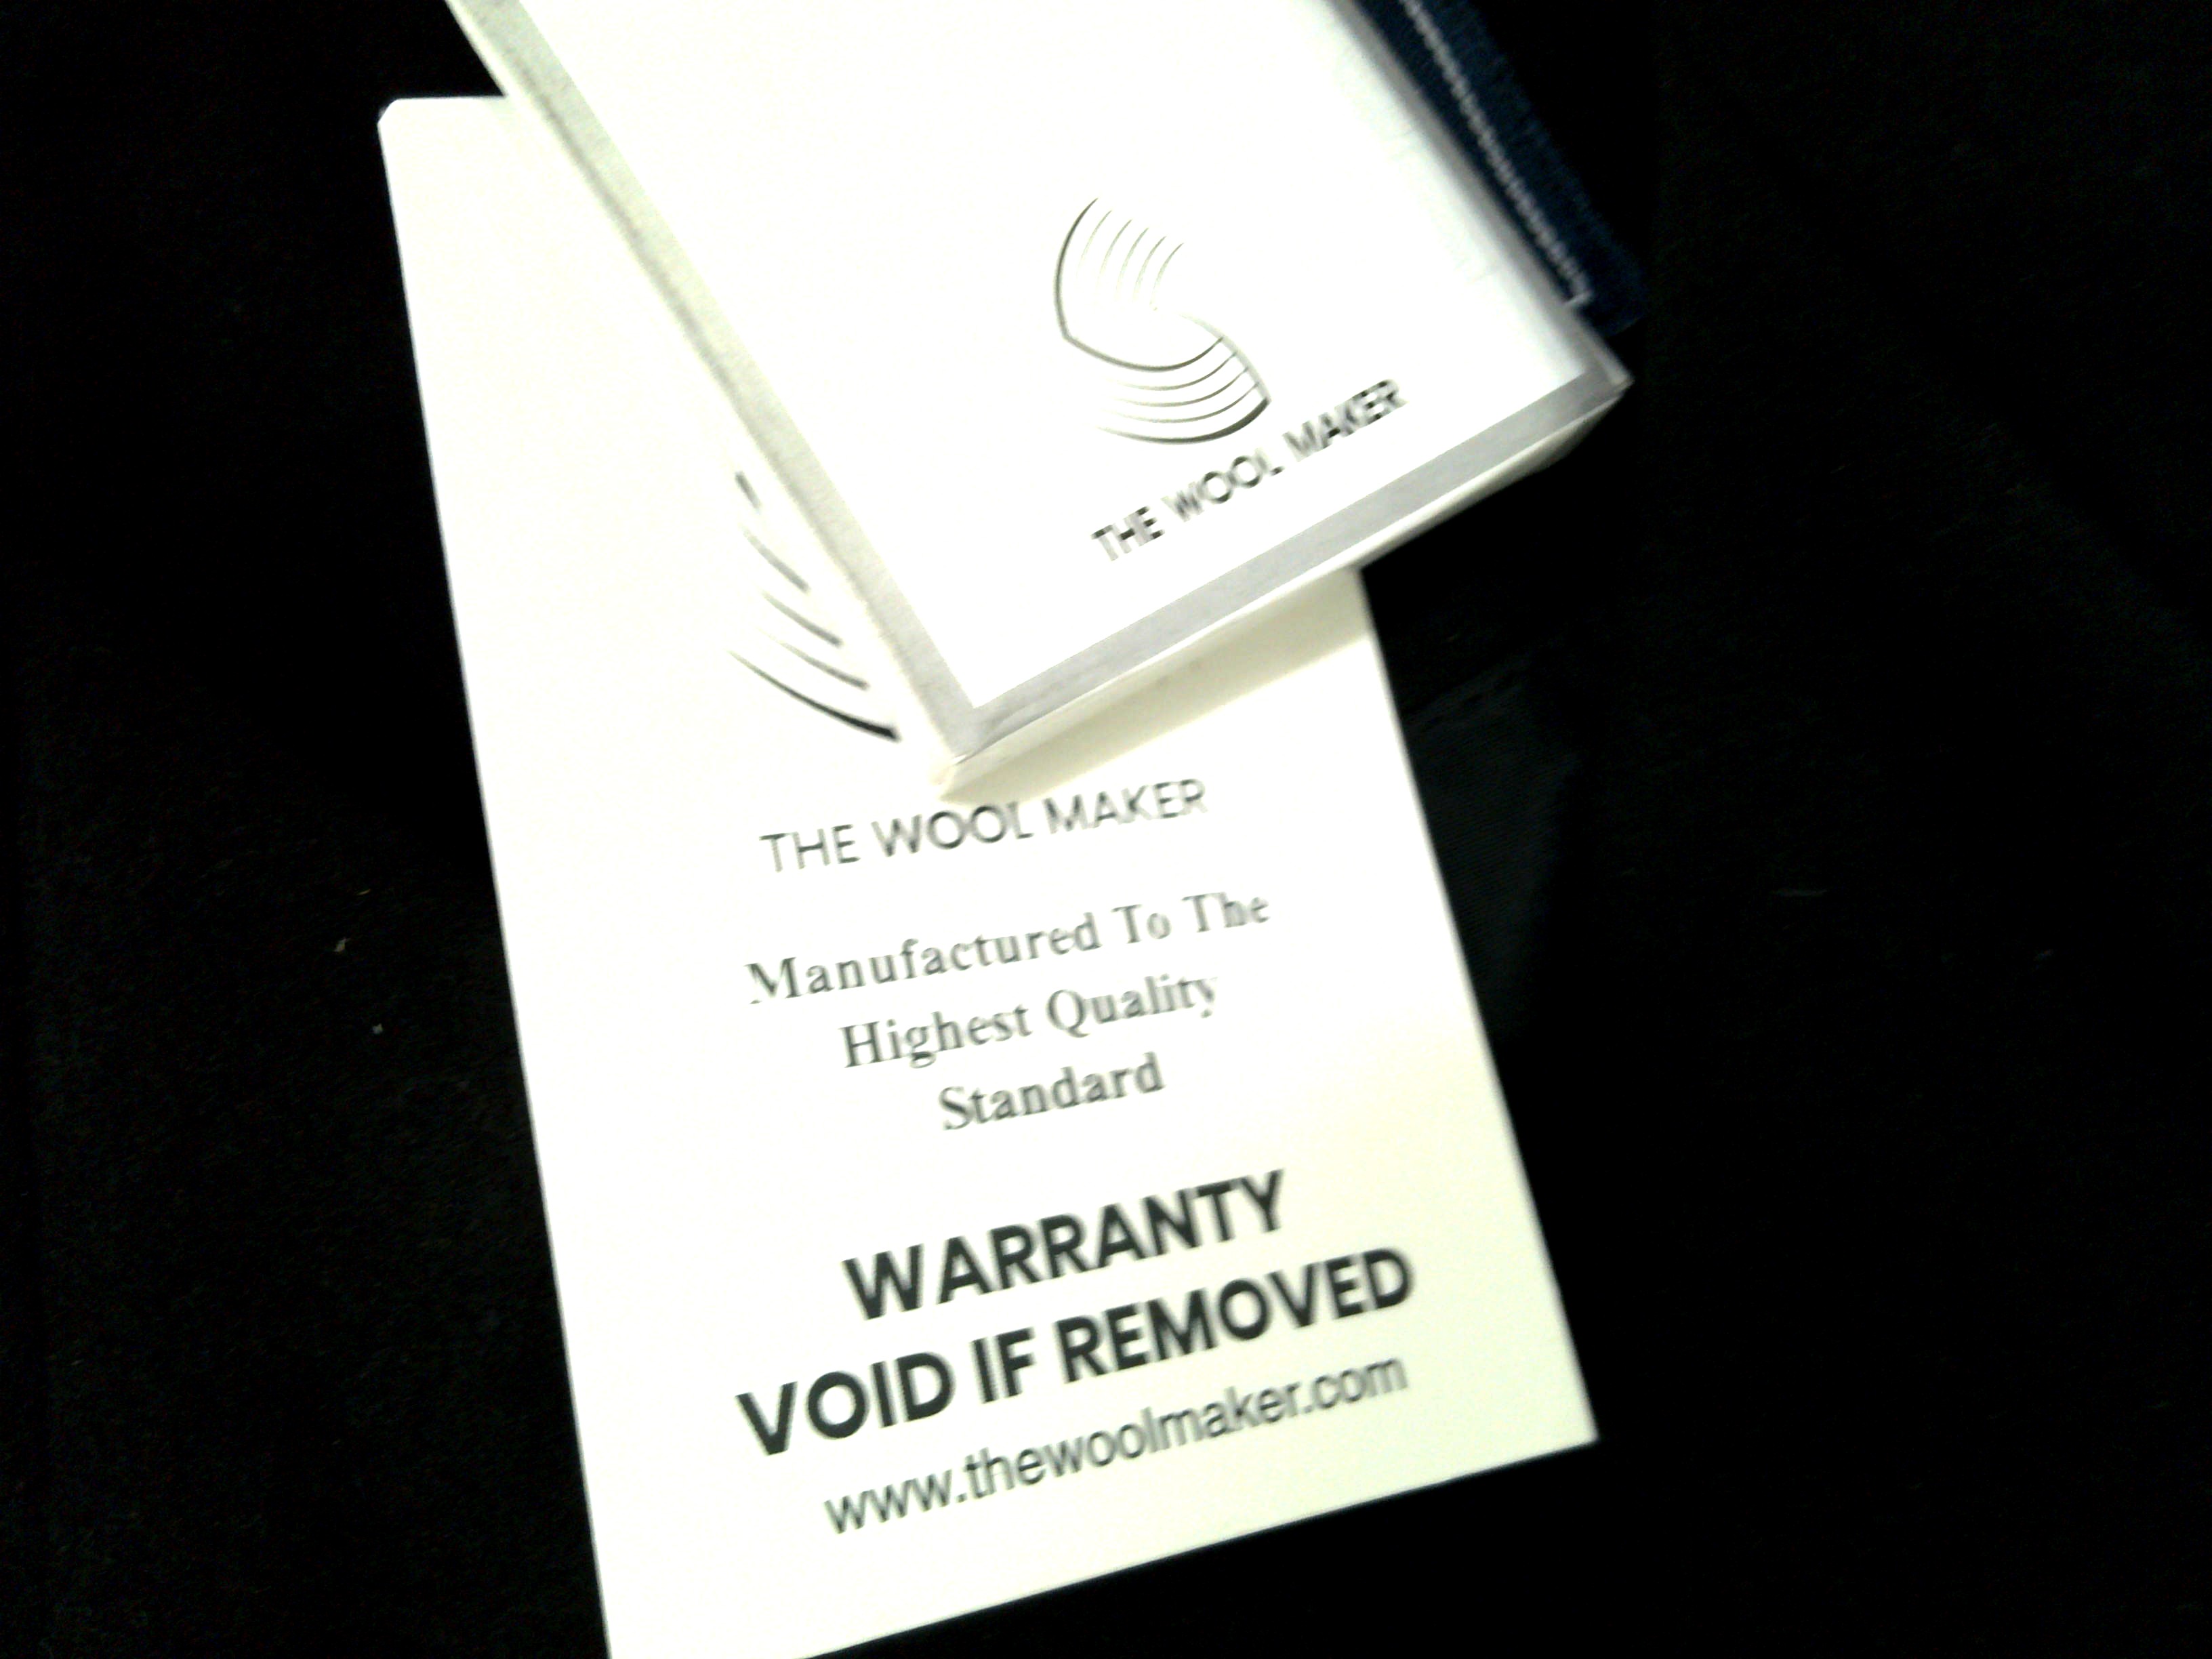 THE WOOL MAKER
THE WOOL MAKER
Manufactured To The
Highest Quality
Standard
WARRANTY
VOID IF REMOVED
www.thewoolmaker.com